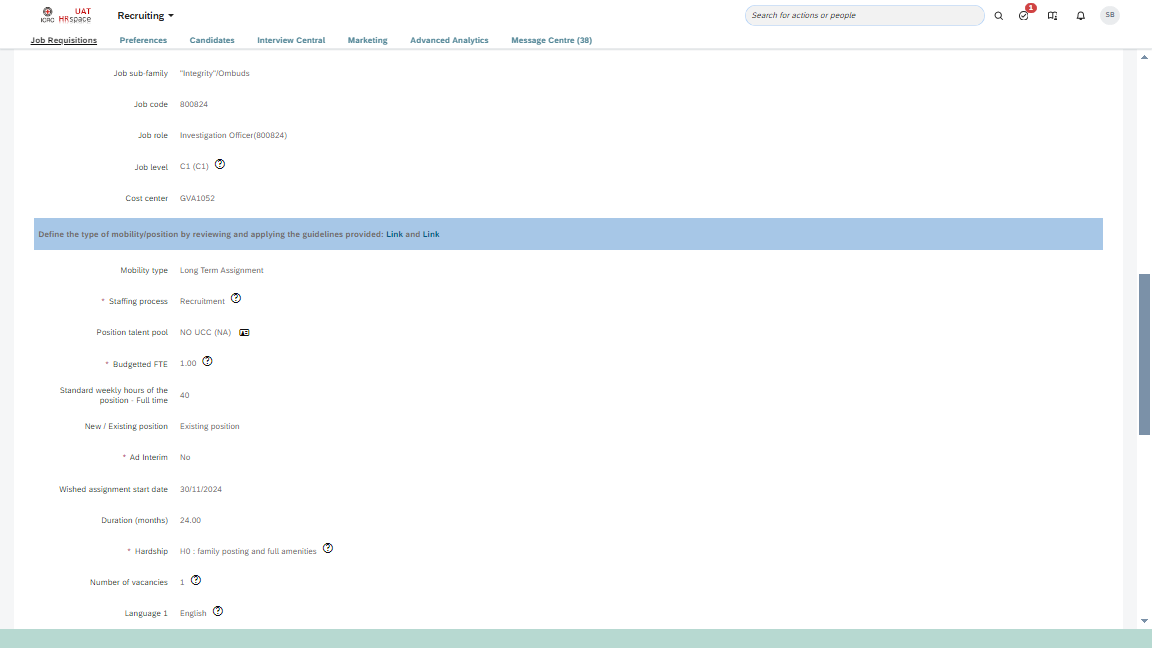 UAT
ICRC HRspace
Recruiting
Search for actions or people
1
SB
Job Requisitions Preferences Candidates Interview Central Marketing Advanced Analytics Message Centre (38)
Job sub-family "Integrity"/Ombuds
Job code 800824
Job role Investigation Officer(800824)
Job level C1 (C1) ?
Cost center GVA1052
Define the type of mobility/position by reviewing and applying the guidelines provided: Link and Link
Mobility type Long Term Assignment
* Staffing process Recruitment ?
Position talent pool NO UCC (NA)
* Budgetted FTE 1.00 ?
Standard weekly hours of the
position - Full time 40
New / Existing position Existing position
* Ad Interim No
Wished assignment start date 30/11/2024
Duration (months) 24.00
* Hardship H0 : family posting and full amenities ?
Number of vacancies 1 ?
Language 1 English ?